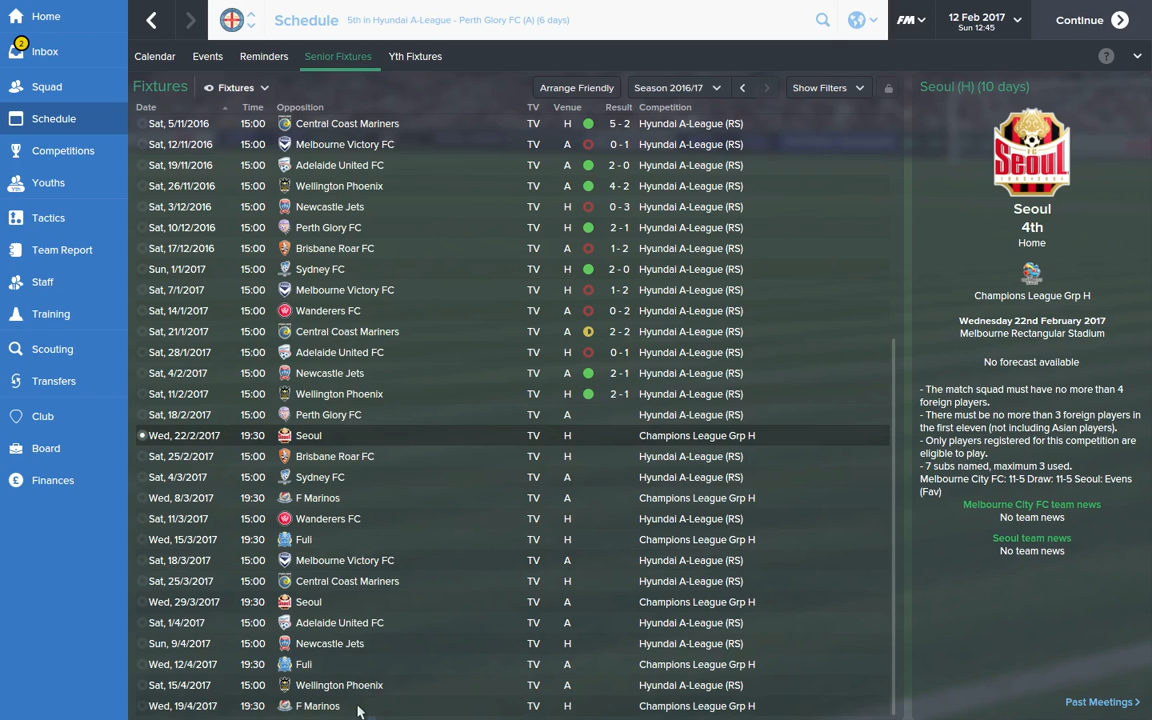 Home
2
Inbox
Squad
Schedule
Competitions
Youths
Tactics
Team Report
Staff
Training
Scouting
Transfers
Club
Board
Finances
Schedule 5th in Hyundai A-League - Perth Glory FC (A) (6 days)
FM
12 Feb 2017
Sun 12:45
Continue
Calendar Events Reminders Senior Fixtures Yth Fixtures
?
Fixtures Fixtures Arrange Friendly Season 2016/17 Show Filters
Date Time Opposition TV Venue Result Competition
Sat, 5/11/2016 15:00 Central Coast Mariners TV H 5 - 2 Hyundai A-League (RS)
Sat, 12/11/2016 15:00 Melbourne Victory FC TV A 0 - 1 Hyundai A-League (RS)
Sat, 19/11/2016 15:00 Adelaide United FC TV A 2 - 0 Hyundai A-League (RS)
Sat, 26/11/2016 15:00 Wellington Phoenix TV A 4 - 2 Hyundai A-League (RS)
Sat, 3/12/2016 15:00 Newcastle Jets TV H 0 - 3 Hyundai A-League (RS)
Sat, 10/12/2016 15:00 Perth Glory FC TV H 2 - 1 Hyundai A-League (RS)
Sat, 17/12/2016 15:00 Brisbane Roar FC TV A 1 - 2 Hyundai A-League (RS)
Sun, 1/1/2017 15:00 Sydney FC TV H 2 - 0 Hyundai A-League (RS)
Sat, 7/1/2017 15:00 Melbourne Victory FC TV H 1 - 2 Hyundai A-League (RS)
Sat, 14/1/2017 15:00 Wanderers FC TV A 0 - 2 Hyundai A-League (RS)
Sat, 21/1/2017 15:00 Central Coast Mariners TV A 2 - 2 Hyundai A-League (RS)
Sat, 28/1/2017 15:00 Adelaide United FC TV H 0 - 1 Hyundai A-League (RS)
Sat, 4/2/2017 15:00 Newcastle Jets TV A 2 - 1 Hyundai A-League (RS)
Sat, 11/2/2017 15:00 Wellington Phoenix TV H 2 - 1 Hyundai A-League (RS)
Sat, 18/2/2017 15:00 Perth Glory FC TV A Hyundai A-League (RS)
Wed, 22/2/2017 19:30 Seoul TV H Champions League Grp H
Sat, 25/2/2017 15:00 Brisbane Roar FC TV H Hyundai A-League (RS)
Sat, 4/3/2017 15:00 Sydney FC TV A Hyundai A-League (RS)
Wed, 8/3/2017 19:30 F Marinos TV A Champions League Grp H
Sat, 11/3/2017 15:00 Wanderers FC TV H Hyundai A-League (RS)
Wed, 15/3/2017 19:30 Fuli TV H Champions League Grp H
Sat, 18/3/2017 15:00 Melbourne Victory FC TV A Hyundai A-League (RS)
Sat, 25/3/2017 15:00 Central Coast Mariners TV H Hyundai A-League (RS)
Wed, 29/3/2017 19:30 Seoul TV A Champions League Grp H
Sat, 1/4/2017 15:00 Adelaide United FC TV A Hyundai A-League (RS)
Sun, 9/4/2017 15:00 Newcastle Jets TV H Hyundai A-League (RS)
Wed, 12/4/2017 19:30 Fuli TV A Champions League Grp H
Sat, 15/4/2017 15:00 Wellington Phoenix TV A Hyundai A-League (RS)
Wed, 19/4/2017 19:30 F Marinos TV H Champions League Grp H
Seoul (H) (10 days)
Seoul
Seoul
4th
Home
Champions League Grp H
Wednesday 22nd February 2017
Melbourne Rectangular Stadium
No forecast available
- The match squad must have no more than 4
foreign players.
- There must be no more than 3 foreign players in
the first eleven (not including Asian players).
- Only players registered for this competition are
eligible to play.
- 7 subs named, maximum 3 used.
Melbourne City FC: 11-5 Draw: 11-5 Seoul: Evens
(Fav)
Melbourne City FC team news
No team news
Seoul team news
No team news
Past Meetings >